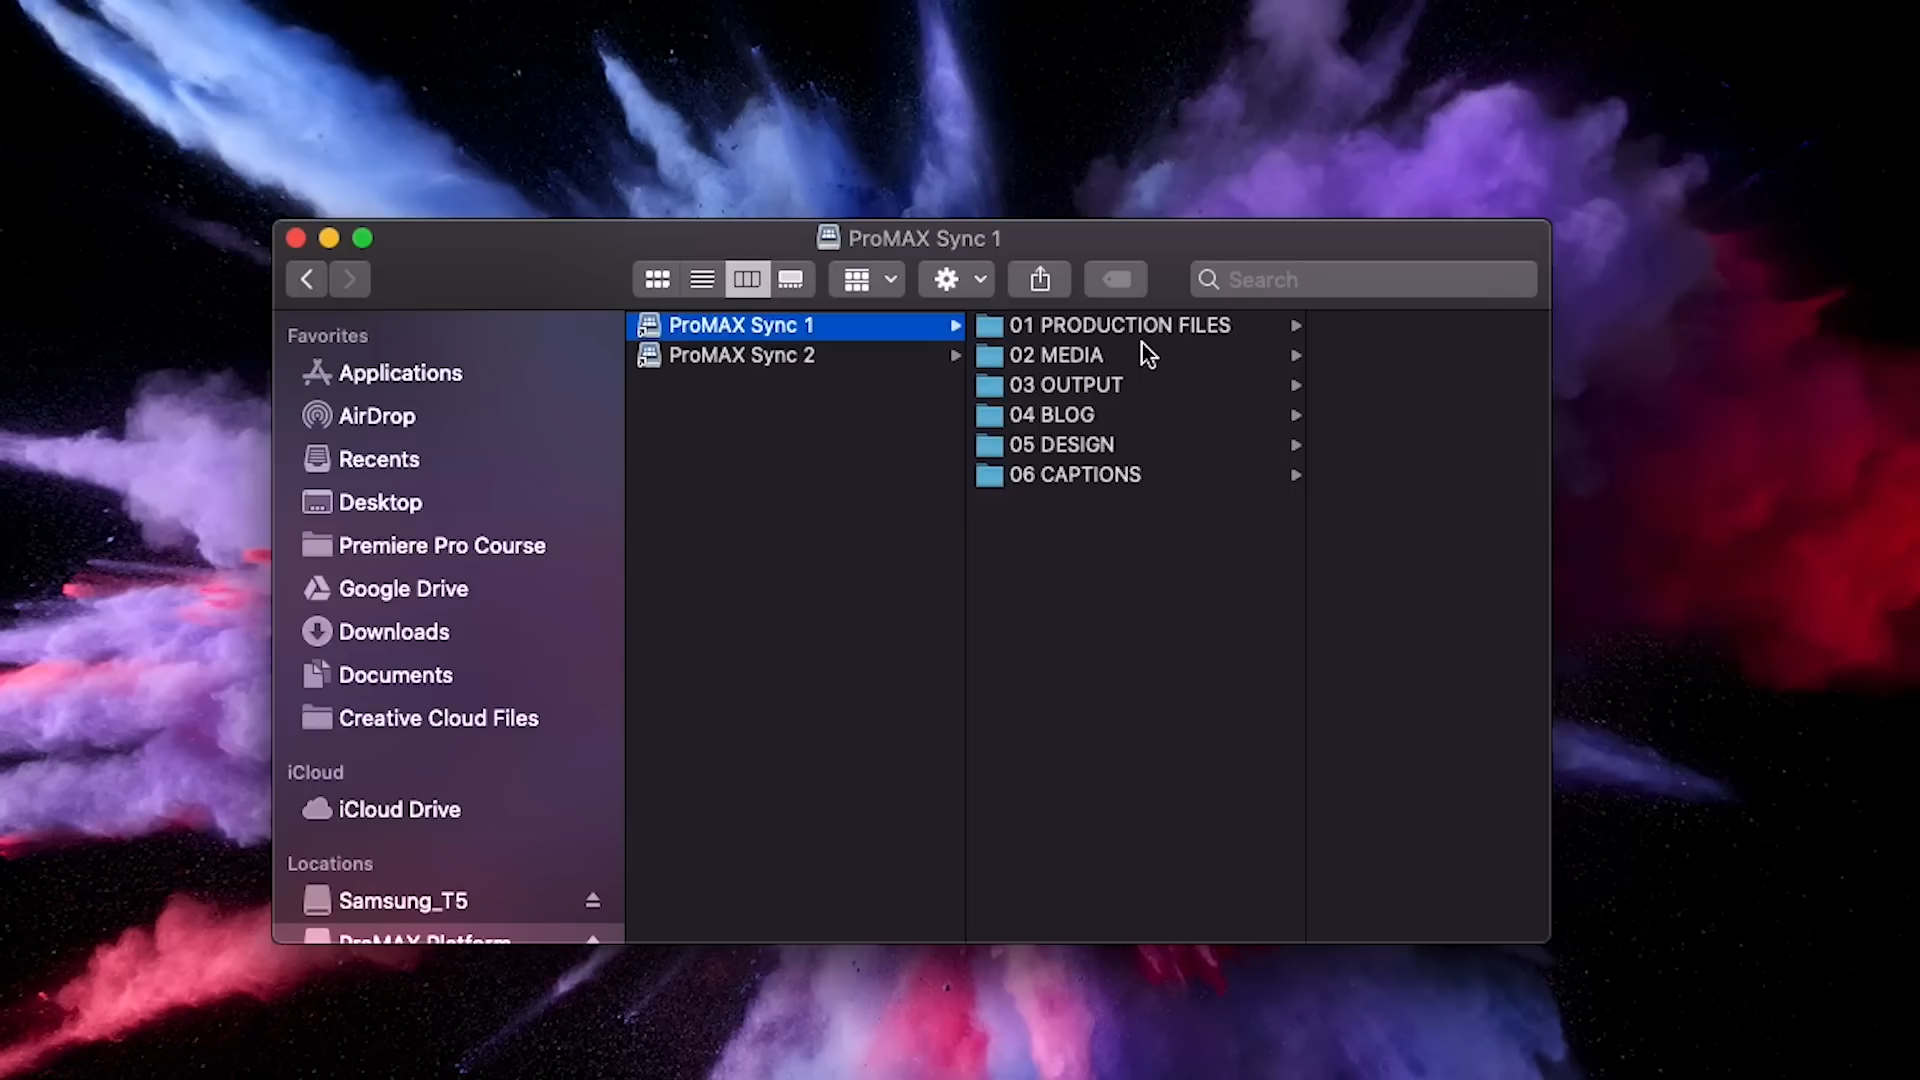 ProMAX Sync 1
Search
Favorites
Applications
AirDrop
Recents
Desktop
Premiere Pro Course
Google Drive
Downloads
Documents
Creative Cloud Files
iCloud
iCloud Drive
Locations
Samsung_T5
ProMAX Platform
ProMAX Sync 1
ProMAX Sync 2
01 PRODUCTION FILES
02 MEDIA
03 OUTPUT
04 BLOG
05 DESIGN
06 CAPTIONS